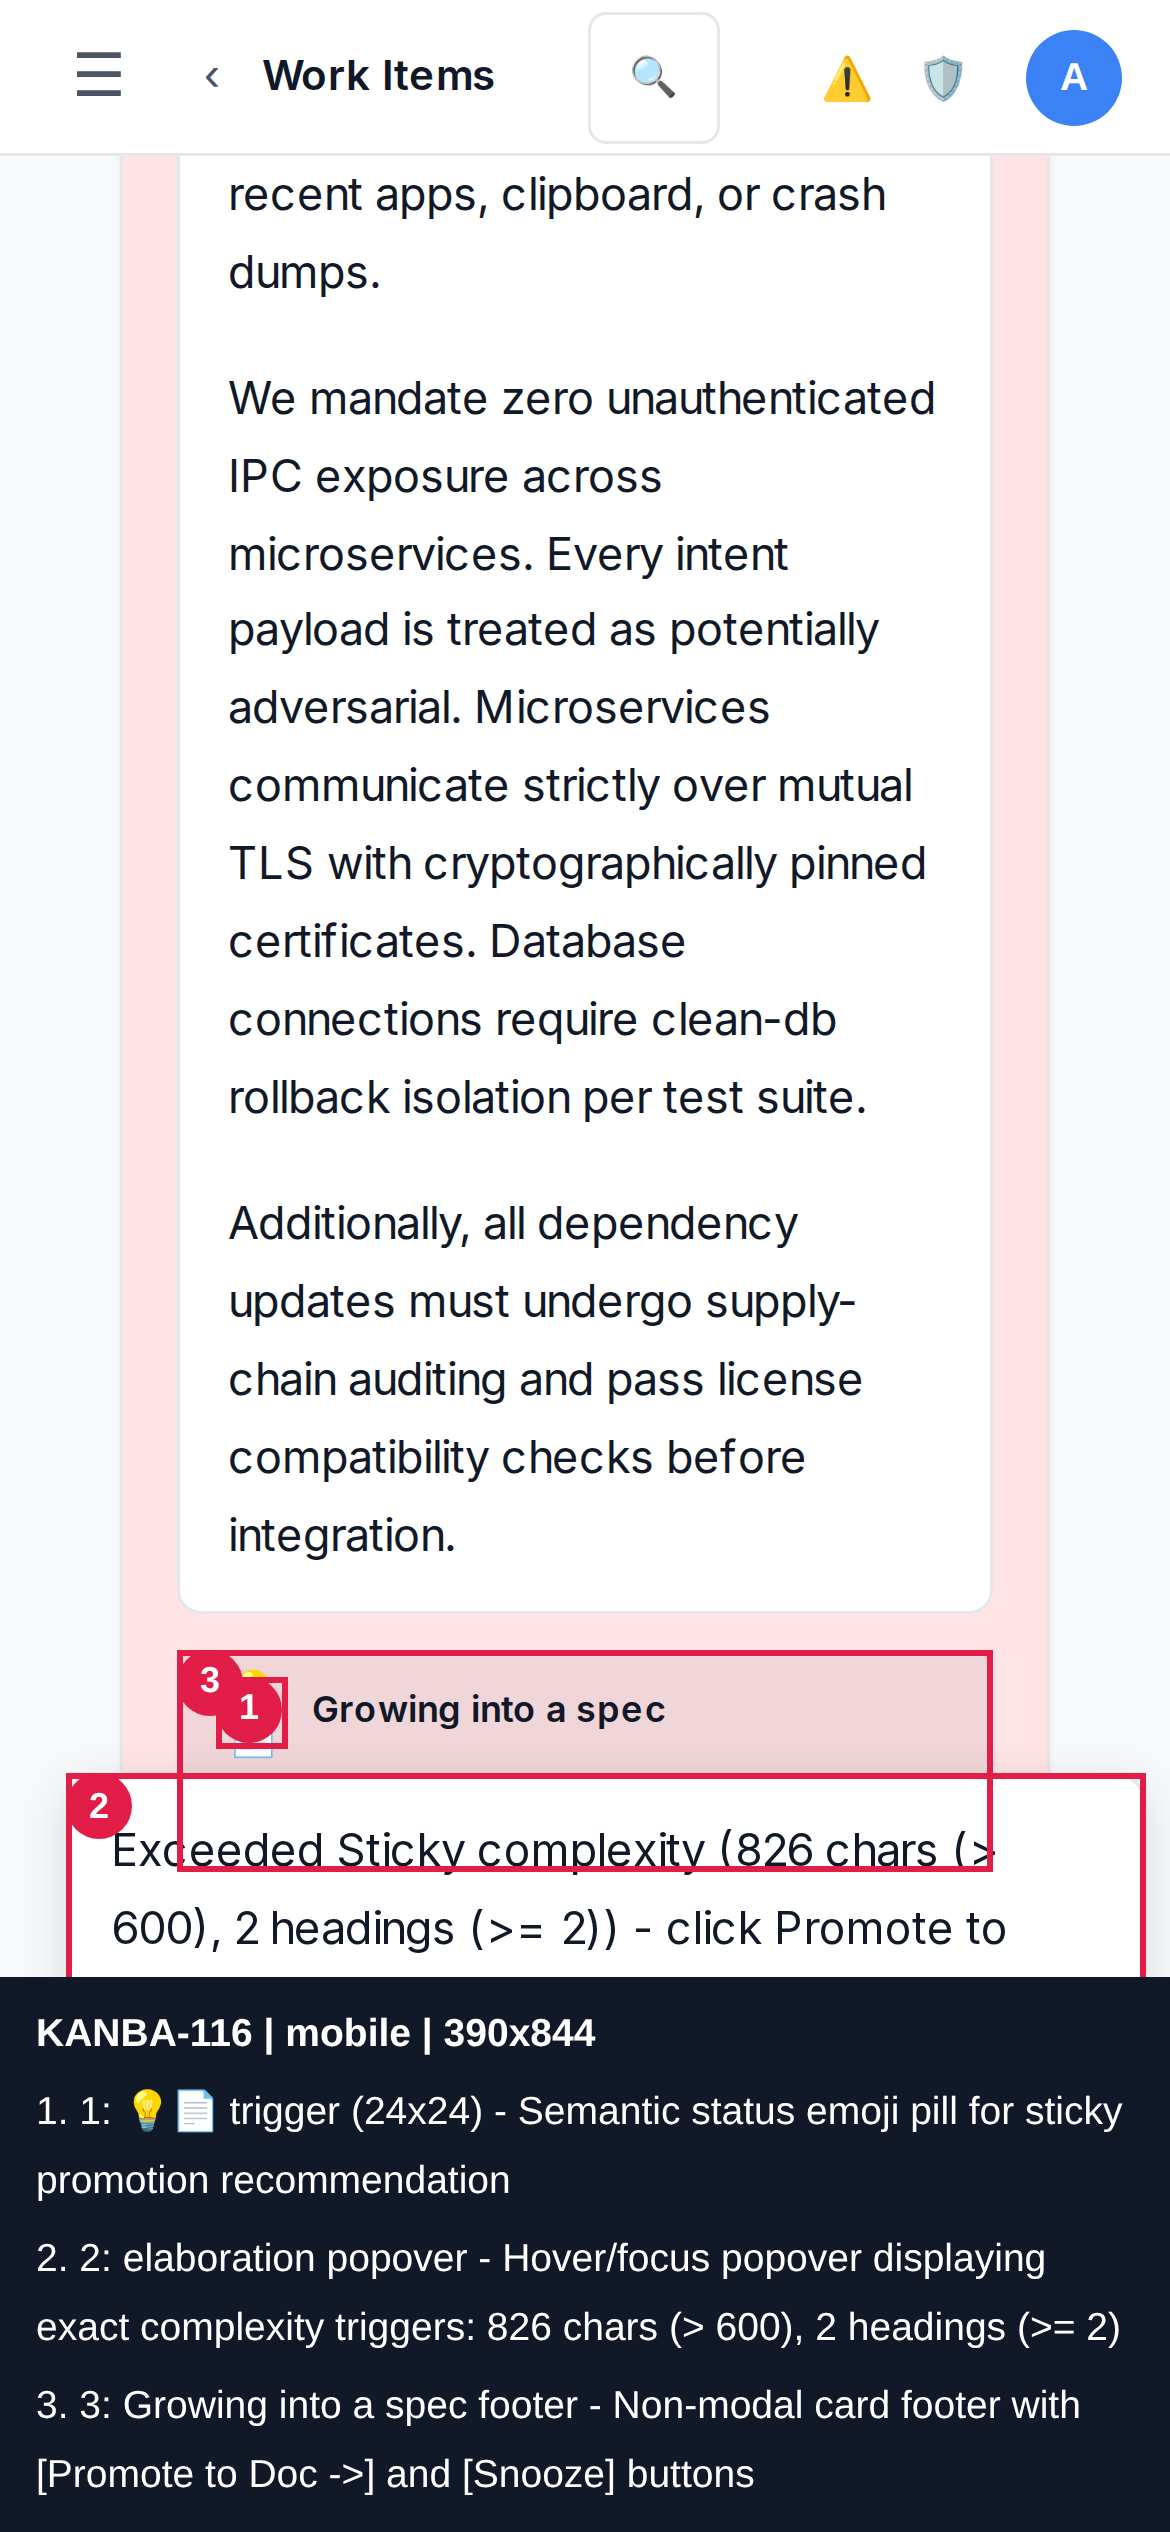 ☰ ‹ Work Items 🔍 ⚠️ 🛡️ A
recent apps, clipboard, or crash
dumps.
We mandate zero unauthenticated
IPC exposure across
microservices. Every intent
payload is treated as potentially
adversarial. Microservices
communicate strictly over mutual
TLS with cryptographically pinned
certificates. Database
connections require clean-db
rollback isolation per test suite.
Additionally, all dependency
updates must undergo supply-
chain auditing and pass license
compatibility checks before
integration.
3
1 Growing into a spec
2
Exceeded Sticky complexity (826 chars (>
600), 2 headings (>= 2)) - click Promote to
KANBA-116 | mobile | 390x844
1. 1: 💡📄 trigger (24x24) - Semantic status emoji pill for sticky
promotion recommendation
2. 2: elaboration popover - Hover/focus popover displaying
exact complexity triggers: 826 chars (> 600), 2 headings (>= 2)
3. 3: Growing into a spec footer - Non-modal card footer with
[Promote to Doc ->] and [Snooze] buttons